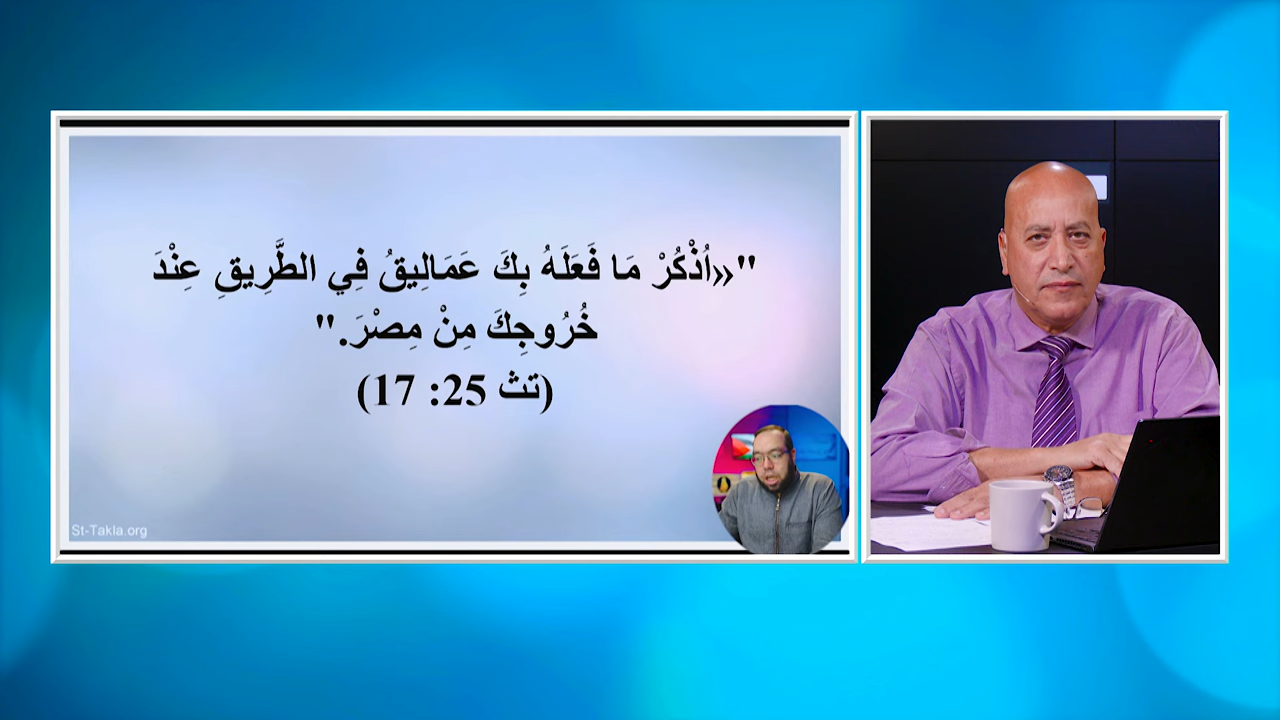 "«اُذْكُرْ مَا فَعَلَهُ بِكَ عَمَالِيقُ فِي الطَّرِيقِ عِنْدَ
خُرُوجِكَ مِنْ مِصْرَ."
(تث 25: 17)
St-Takla.org